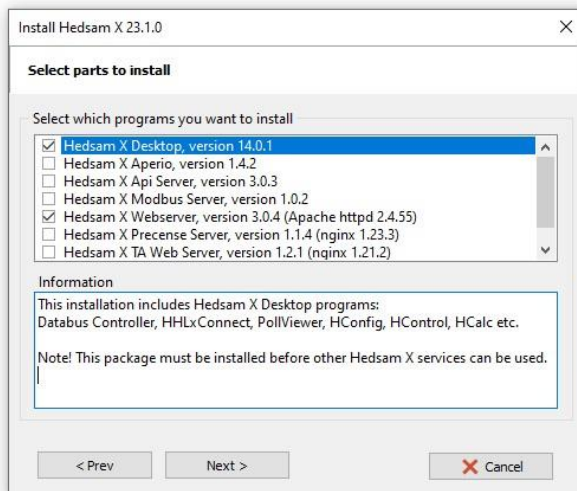 Install Hedsam X 23.1.0
Select parts to install
Select which programs you want to install
Hedsam X Desktop, version 14.0.1
Hedsam X Aperio, version 1.4.2
Hedsam X Api Server, version 3.0.3
Hedsam X Modbus Server, version 1.0.2
Hedsam X Webserver, version 3.0.4 (Apache httpd 2.4.55)
Hedsam X Precense Server, version 1.1.4 (nginx 1.23.3)
Hedsam X TA Web Server, version 1.2.1 (nginx 1.21.2)
Information
This installation includes Hedsam X Desktop programs:
Databus Controller, HHLxConnect, PollViewer, HConfig, HControl, HCalc etc.
Note! This package must be installed before other Hedsam X services can be used.
< Prev
Next >
Cancel